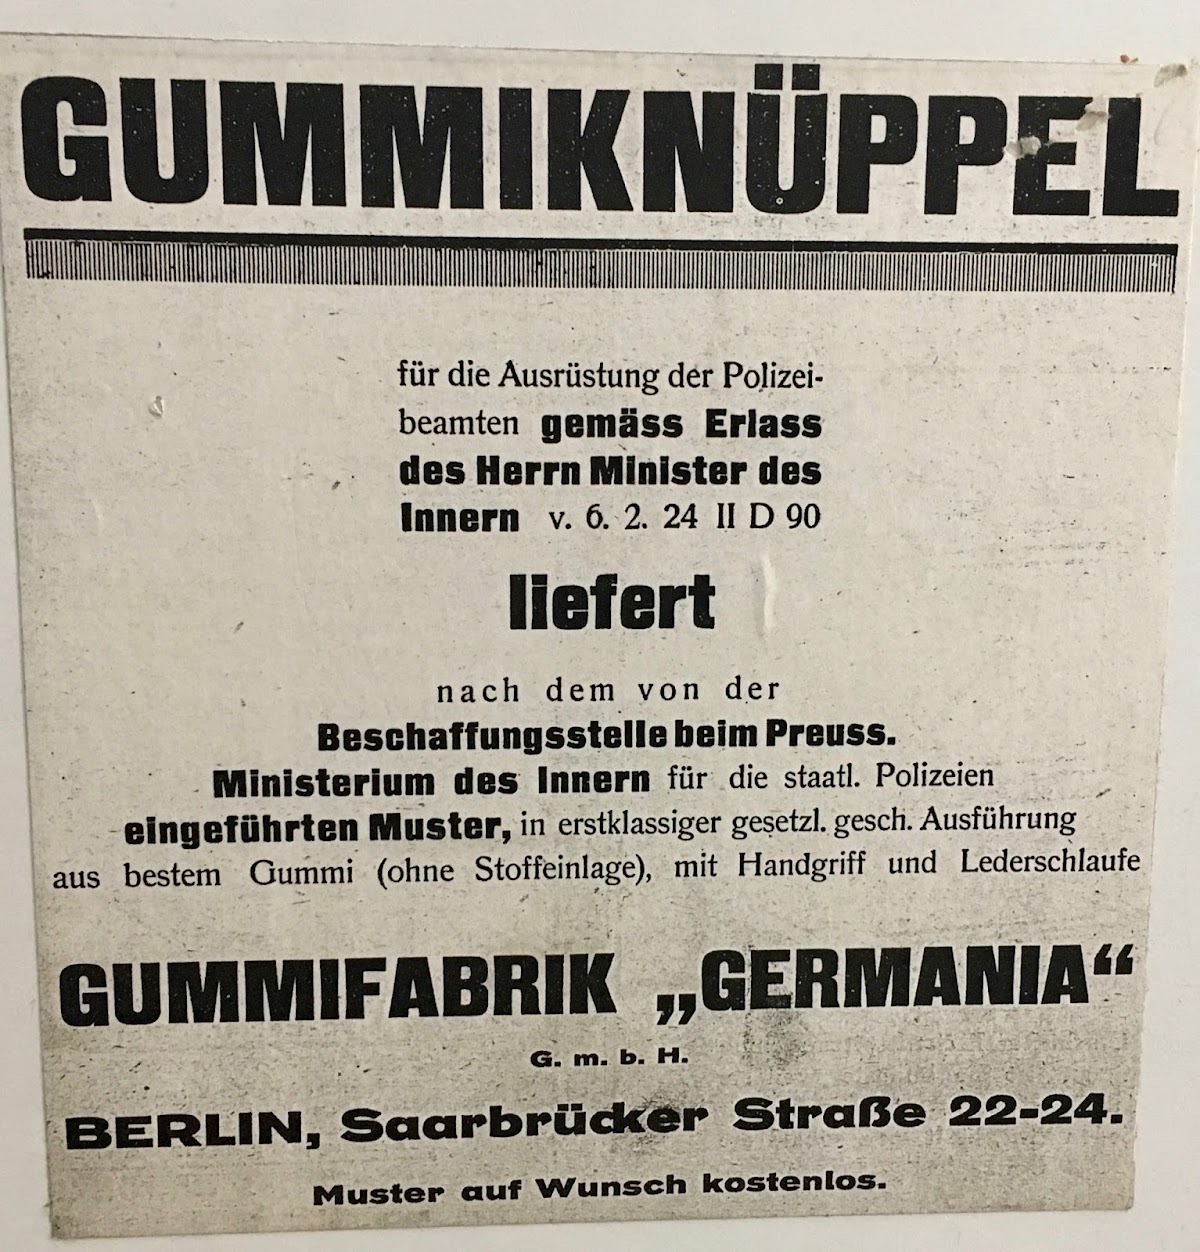 GUMMIKNÜPPEL
für die Ausrüstung der Polizei-
beamten gemäss Erlass
des Herrn Minister des
Innern v. 6. 2. 24 II D 90
liefert
nach dem von der
Beschaffungsstelle beim Preuss.
Ministerium des Innern für die staatl. Polizeien
eingeführten Muster, in erstklassiger gesetzl. gesch. Ausführung
aus bestem Gummi (ohne Stoffeinlage), mit Handgriff und Lederschlaufe
GUMMIFABRIK „GERMANIA“
G. m. b. H.
BERLIN, Saarbrücker Straße 22-24.
Muster auf Wunsch kostenlos.